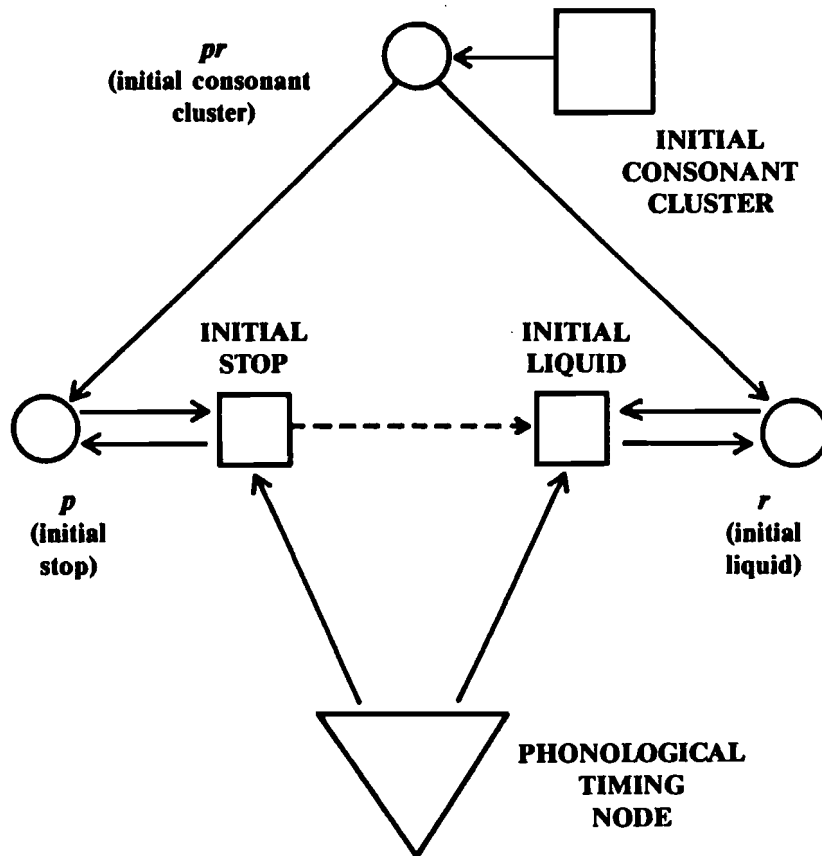 pr
(initial consonant
cluster)
INITIAL
CONSONANT
CLUSTER
INITIAL
STOP
INITIAL
LIQUID
p
(initial
stop)
r
(initial
liquid)
PHONOLOGICAL
TIMING
NODE